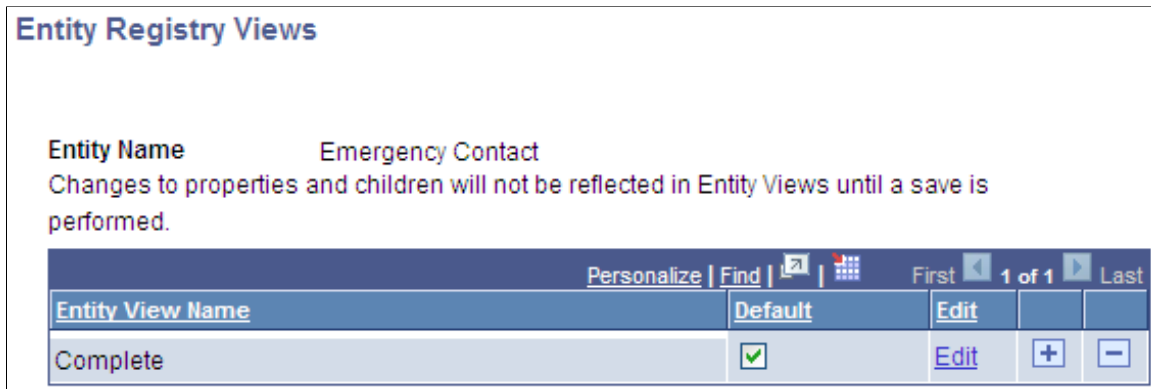 Entity Registry Views
Entity Name Emergency Contact
Changes to properties and children will not be reflected in Entity Views until a save is
performed.
Personalize | Find | | First 1 of 1 Last
Entity View Name Default Edit
Complete Edit